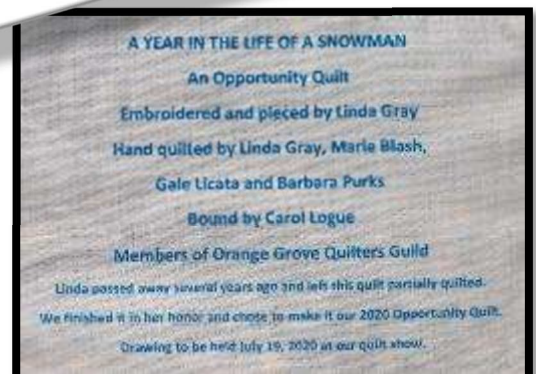 A YEAR IN THE LIFE OF A SNOWMAN
An Opportunity Quilt
Embroidered and pieced by Linda Gray
Hand quilted by Linda Gray, Marie Blash,
Gale Licata and Barbara Purks
Bound by Carol Logue
Members of Orange Grove Quilters Guild
Linda passed away several years ago and left this quilt partially quilted.
We finished it in her honor and chose to make it our 2020 Opportunity Quilt.
Drawing to be held July 19, 2020 at our quilt show.